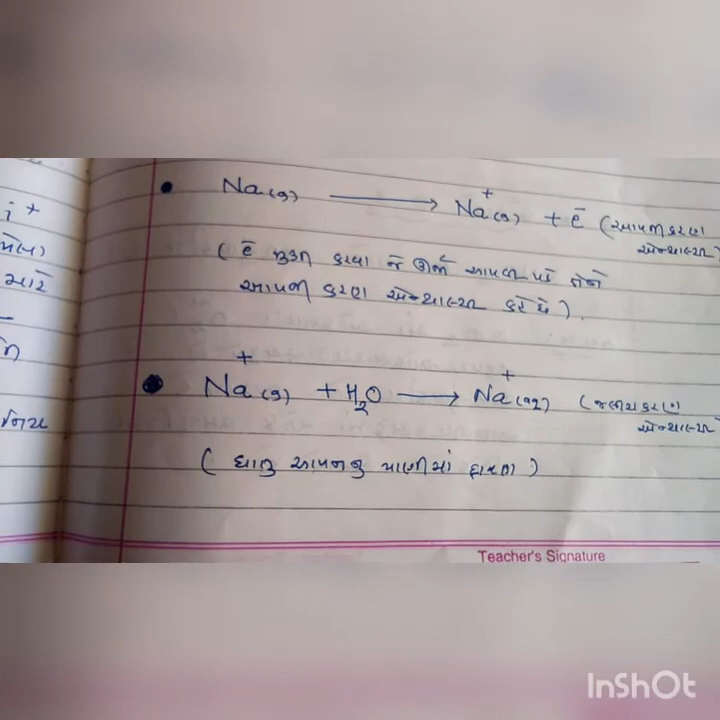 • Na(g) ⟶ Na⁺(g) + ē (આયનીકરણ
એન્થાલ્પી)
(ē મુક્ત કરવા જે ઊર્જા આપવી પડે તેને
આયની કરણ એન્થાલ્પી કહે છે).
• Na⁺(g) + H₂O ⟶ Na⁺(aq) (જલીયકરણ
એન્થાલ્પી
(ધાતુ આયનનુ પાણીમાં
i +
મારે
Teacher's Signature
InShOt